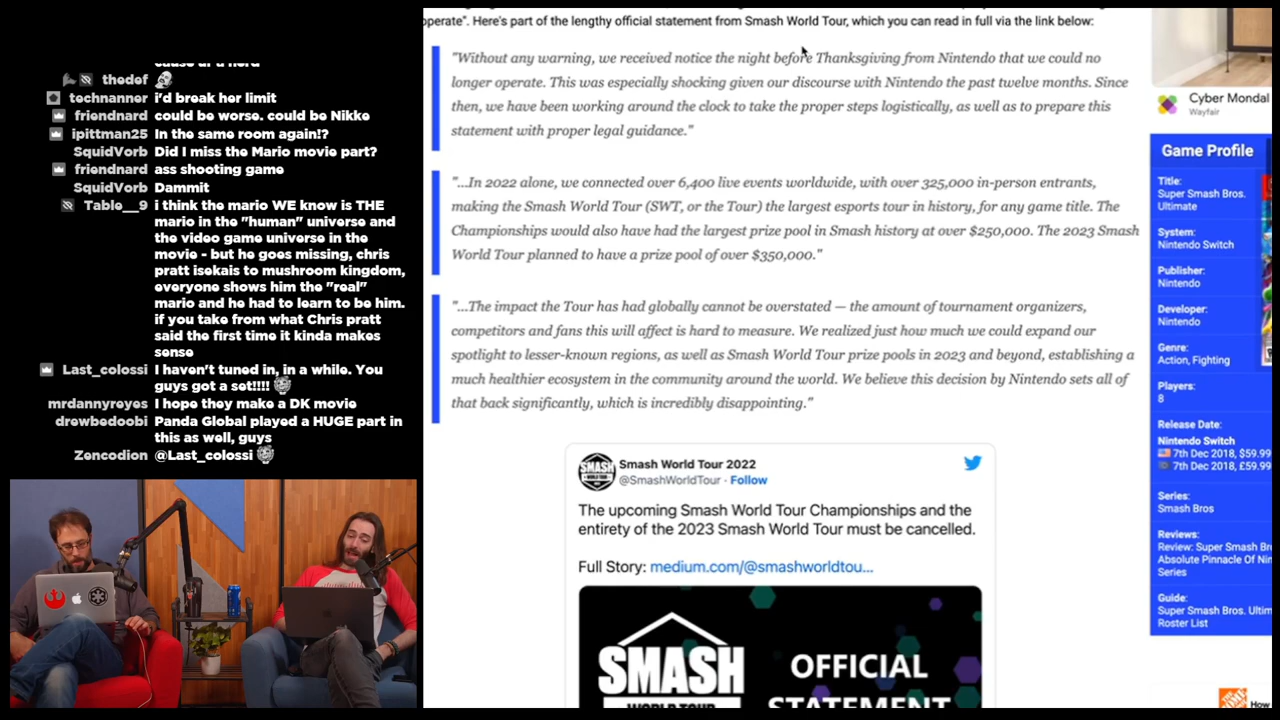 thedef
technanner i'd break her limit
friendnard could be worse. could be Nikke
ipittman25 In the same room again!?
SquidVorb Did I miss the Mario movie part?
friendnard ass shooting game
SquidVorb Dammit
Table__9 i think the mario WE know is THE
mario in the "human" universe and
the video game universe in the
movie - but he goes missing, chris
pratt isekais to mushroom kingdom,
everyone shows him the "real"
mario and he had to learn to be him.
if you take from what Chris pratt
said the first time it kinda makes
sense
Last_colossi I haven't tuned in, in a while. You
guys got a set!!!!
mrdannyreyes I hope they make a DK movie
drewbedoobi Panda Global played a HUGE part in
this as well, guys
Zencodion @Last_colossi
operate". Here's part of the lengthy official statement from Smash World Tour, which you can read in full via the link below:
"Without any warning, we received notice the night before Thanksgiving from Nintendo that we could no
longer operate. This was especially shocking given our discourse with Nintendo the past twelve months. Since
then, we have been working around the clock to take the proper steps logistically, as well as to prepare this
statement with proper legal guidance."
"...In 2022 alone, we connected over 6,400 live events worldwide, with over 325,000 in-person entrants,
the Smash World Tour (SWT, or the Tour) the largest esports tour in history, for any game title. The
Championships would also have had the largest prize pool in Smash history at over $250,000. The 2023 Smash
World Tour planned to have a prize pool of over $350,000."
"...The impact the Tour has had globally cannot be overstated — the amount of tournament organizers,
competitors and fans this will affect is hard to measure. We realized just how much we could expand our
spotlight to lesser-known regions, as well as Smash World Tour prize pools in 2023 and beyond, establishing a
much healthier ecosystem in the community around the world. We believe this decision by Nintendo sets all of
that back significantly, which is incredibly disappointing."
SMASH
Smash World Tour 2022
@SmashWorldTour · Follow
The upcoming Smash World Tour Championships and the
entirety of the 2023 Smash World Tour must be cancelled.
Full Story: medium.com/@smashworldtou...
SMASH
WORLD TOUR
OFFICIAL
STATEMENT
Cyber Mondal
Wayfair
Game Profile
Title:
Super Smash Bros.
Ultimate
System:
Nintendo Switch
Publisher:
Nintendo
Developer:
Nintendo
Genre:
Action, Fighting
Players:
8
Release Date:
Nintendo Switch
7th Dec 2018, $59.99
7th Dec 2018, £59.99
Series:
Smash Bros
Reviews:
Review: Super Smash Br
Absolute Pinnacle Of Nin
Series
Guide:
Super Smash Bros. Ultim
Roster List
How